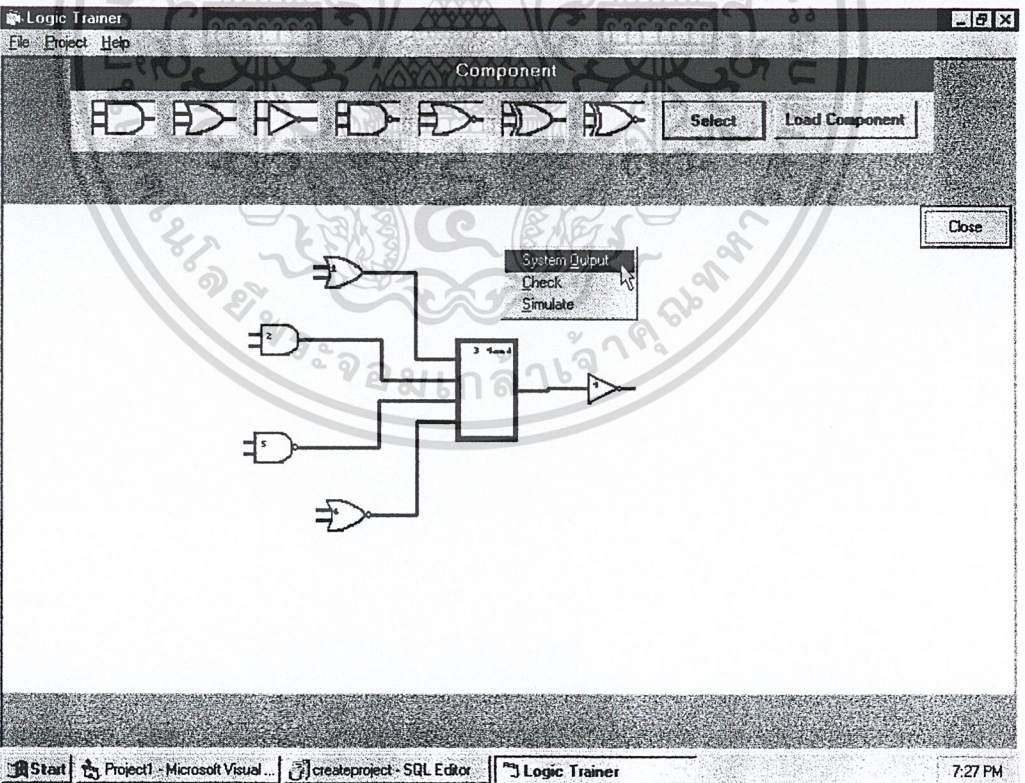 Logic Trainer
File Project Help
Component
Select
Load Component
Close
System Output
Check
Simulate
1
2
3 4and
5
6
Start
Project1 - Microsoft Visual ...
createproject - SQL Editor
Logic Trainer
7:27 PM